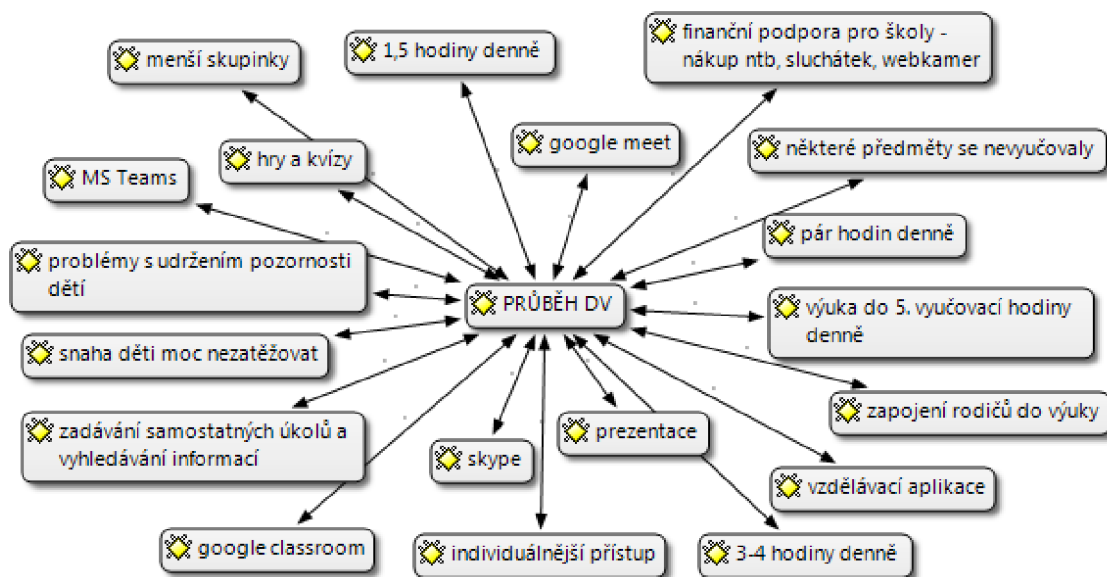 menší skupinky
1,5 hodiny denně
finanční podpora pro školy -
nákup ntb, sluchátek, webkamer
hry a kvízy
google meet
některé předměty se nevyučovaly
MS Teams
pár hodin denně
problémy s udržením pozornosti
dětí
PRŮBĚH DV
výuka do 5. vyučovací hodiny
denně
snaha děti moc nezatěžovat
zapojení rodičů do výuky
zadávání samostatných úkolů a
vyhledávání informací
skype
prezentace
vzdělávací aplikace
google classroom
individuálnější přístup
3-4 hodiny denně